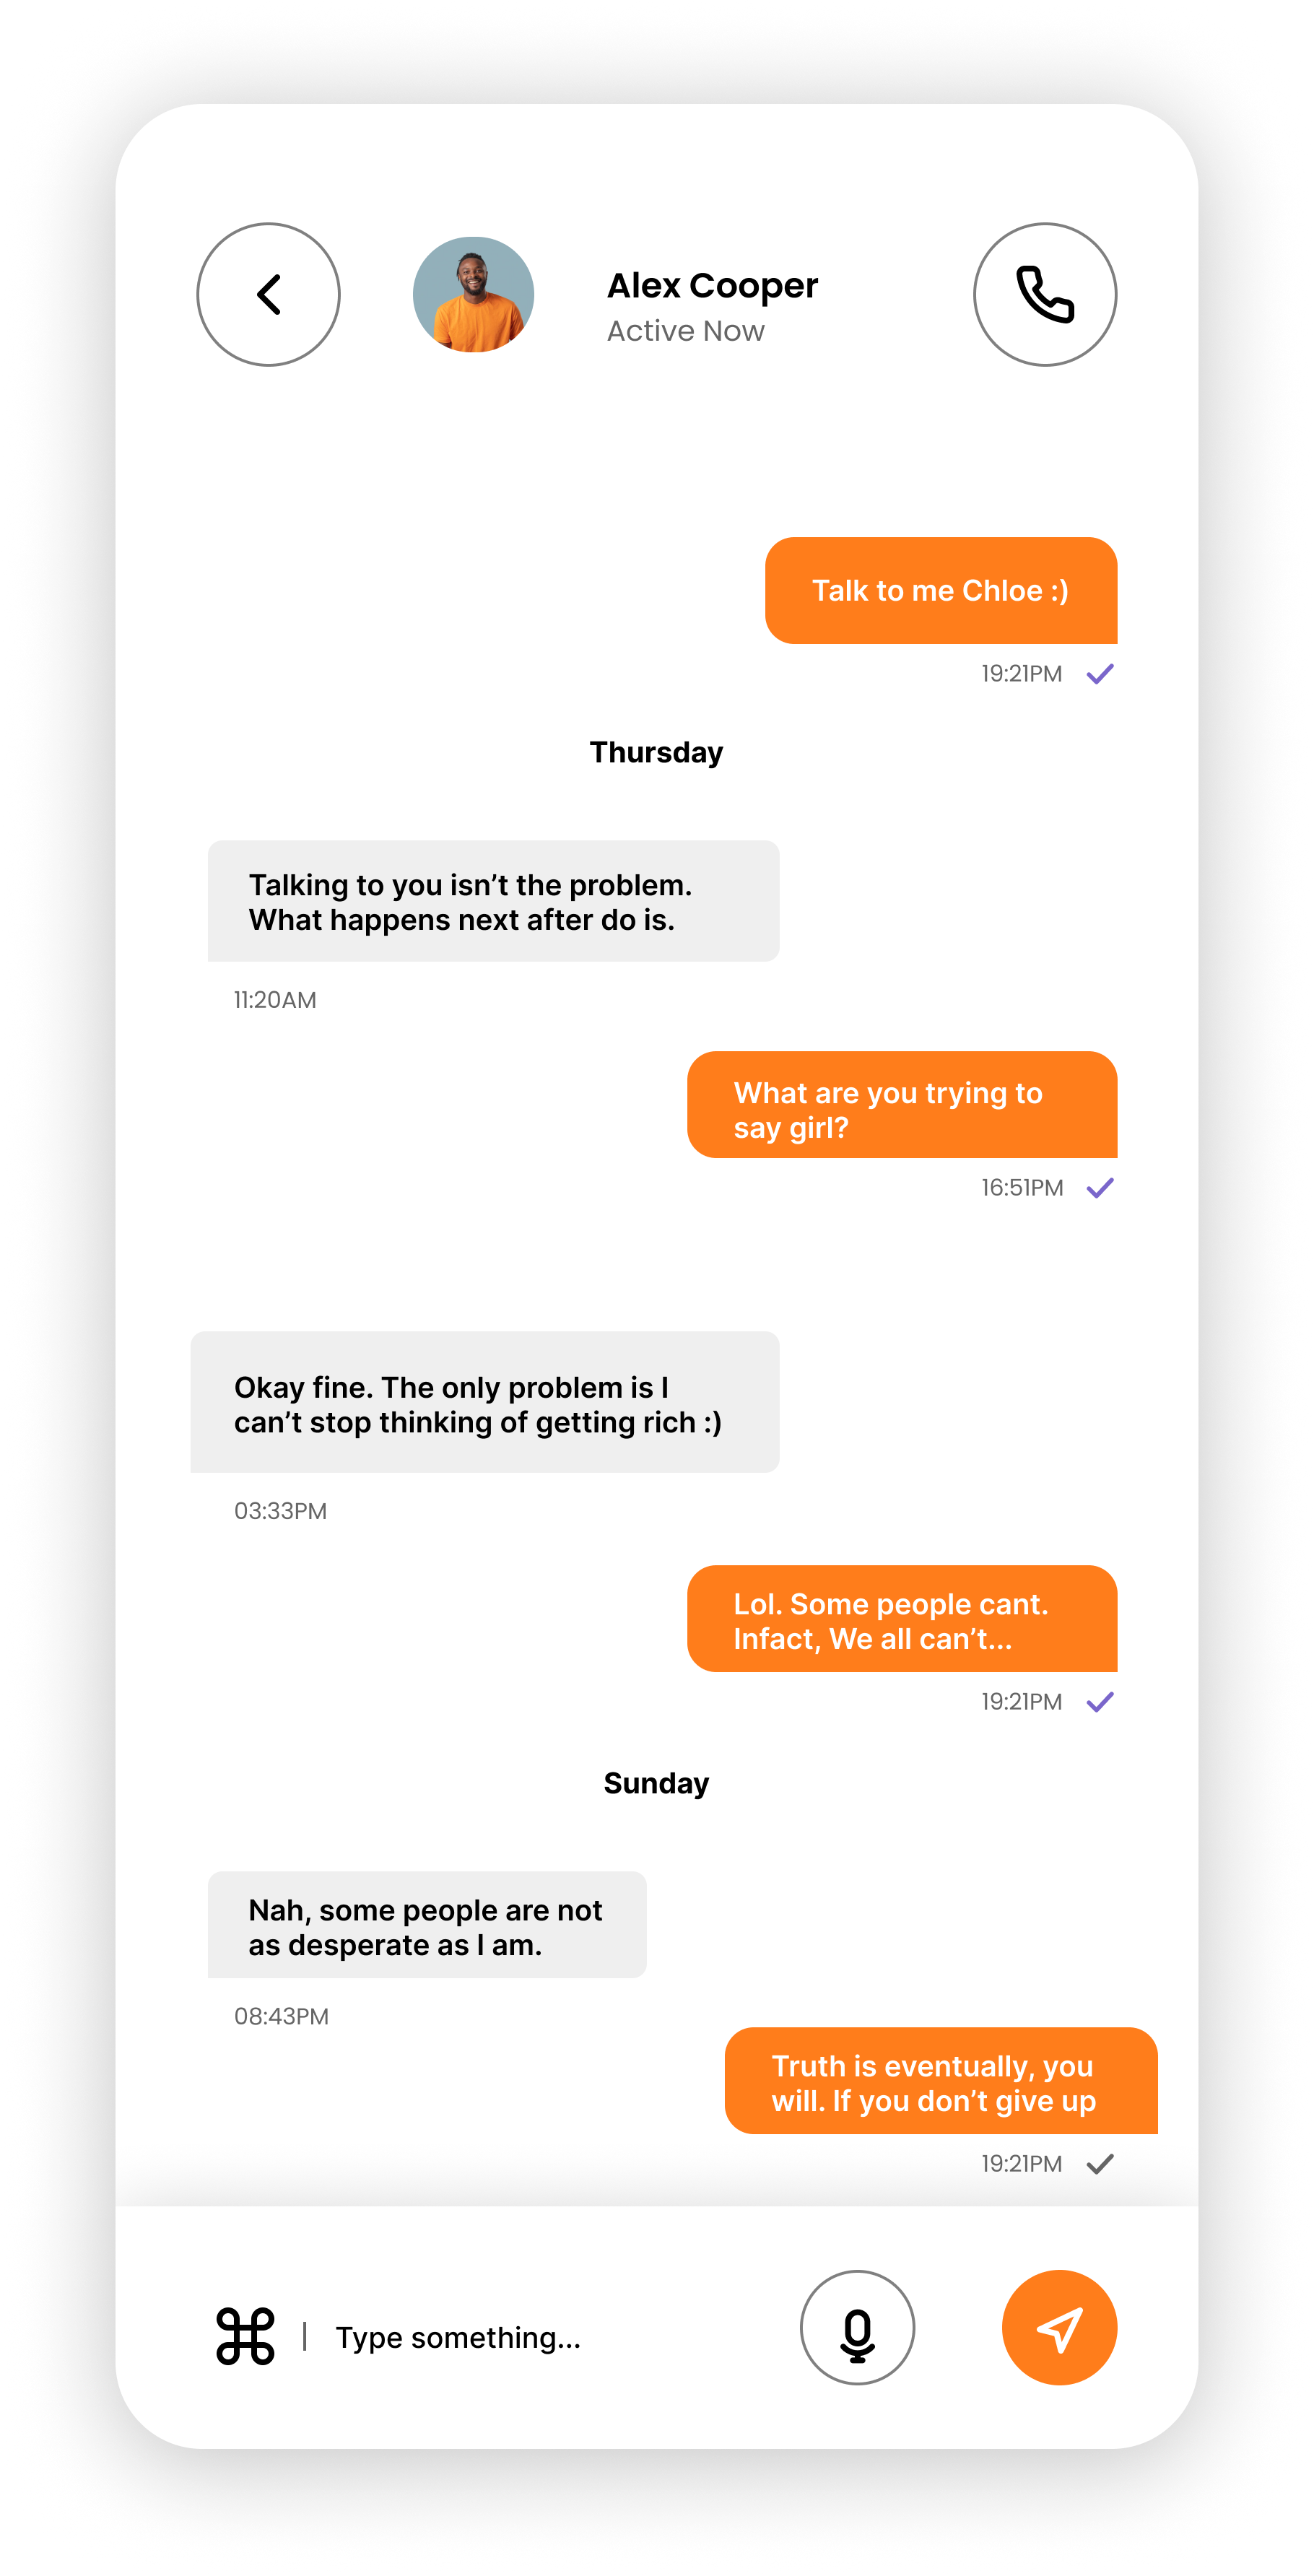 Alex Cooper
Active Now
Talk to me Chloe :)
19:21PM
Thursday
Talking to you isn’t the problem.
What happens next after do is.
11:20AM
What are you trying to
say girl?
16:51PM
Okay fine. The only problem is I
can’t stop thinking of getting rich :)
03:33PM
Lol. Some people cant.
Infact, We all can’t...
19:21PM
Sunday
Nah, some people are not
as desperate as I am.
08:43PM
Truth is eventually, you
will. If you don’t give up
19:21PM
Type something...